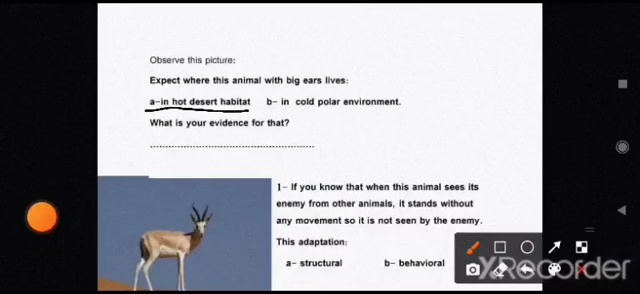 Observe this picture:
Expect where this animal with big ears lives:
a-in hot desert habitat b- in cold polar environment.
What is your evidence for that?
................................................................
1- If you know that when this animal sees its
enemy from other animals, it stands without
any movement so it is not seen by the enemy.
This adaptation:
a- structural b- behavioral
XRecorder